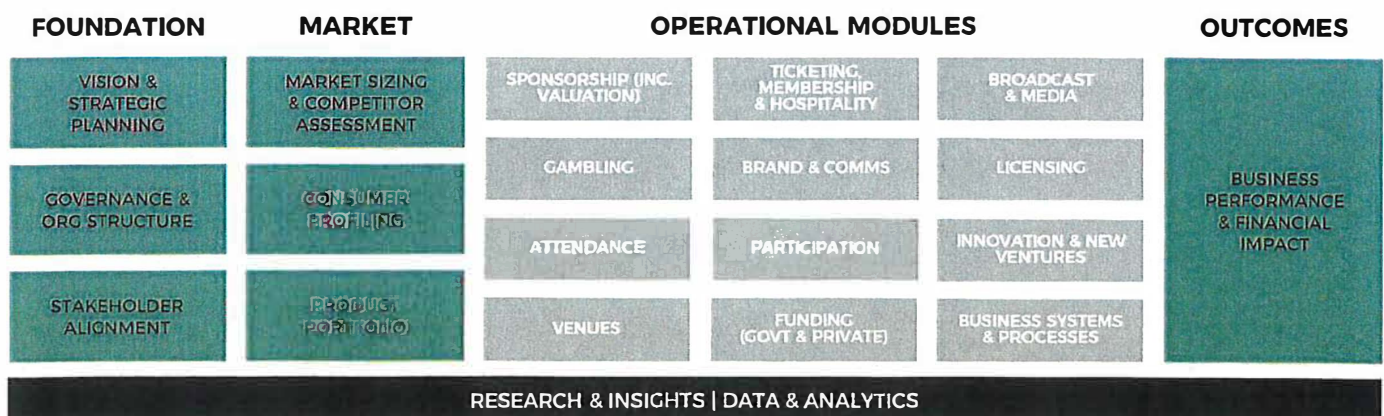 FOUNDATION
MARKET
OPERATIONAL MODULES
OUTCOMES
VISION &
STRATEGIC
PLANNING
GOVERNANCE &
ORG STRUCTURE
STAKEHOLDER
ALIGNMENT
MARKET SIZING
& COMPETITOR
ASSESSMENT
CONSUMER
PROFILING
PRODUCT
PORTFOLIO
SPONSORSHIP (INC.
VALUATION)
TICKETING,
MEMBERSHIP
& HOSPITALITY
BROADCAST
& MEDIA
GAMBLING
BRAND & COMMS
LICENSING
ATTENDANCE
PARTICIPATION
INNOVATION & NEW
VENTURES
VENUES
FUNDING
(GOVT & PRIVATE)
BUSINESS SYSTEMS
& PROCESSES
BUSINESS
PERFORMANCE
& FINANCIAL
IMPACT
RESEARCH & INSIGHTS | DATA & ANALYTICS